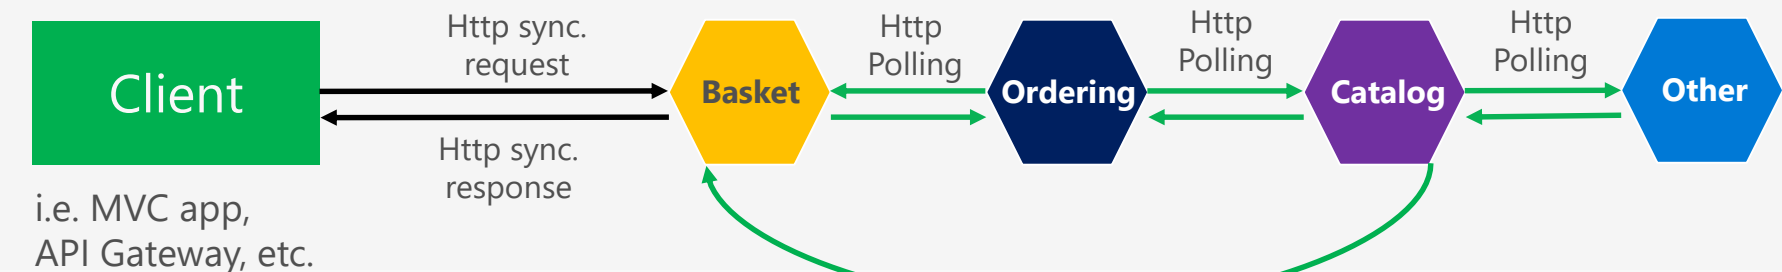 Client
i.e. MVC app,
API Gateway, etc.
Http sync.
request
Http sync.
response
Basket
Http
Polling
Ordering
Http
Polling
Catalog
Http
Polling
Other